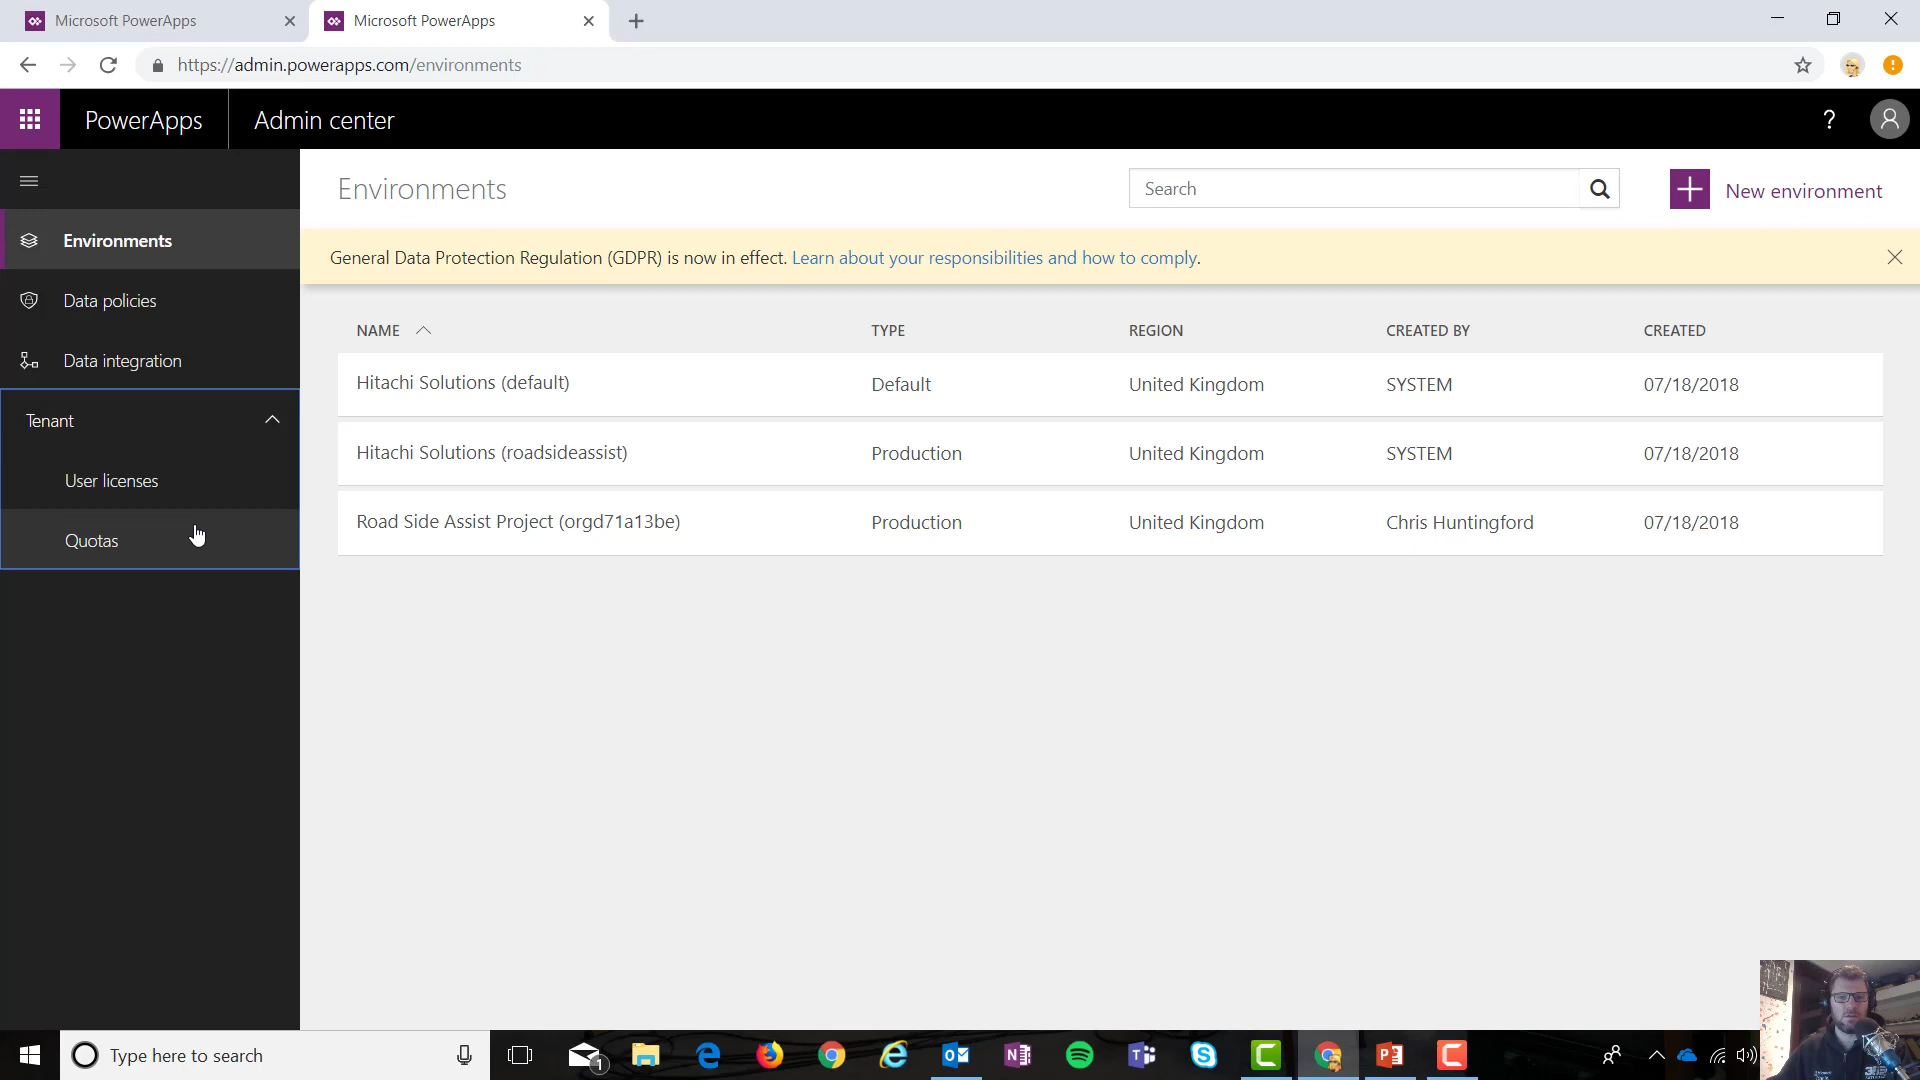 Microsoft PowerApps
Microsoft PowerApps
https://admin.powerapps.com/environments
PowerApps
Admin center
?
Environments
Data policies
Data integration
Tenant
User licenses
Quotas
Environments
Search
New environment
General Data Protection Regulation (GDPR) is now in effect. Learn about your responsibilities and how to comply.
NAME TYPE REGION CREATED BY CREATED
Hitachi Solutions (default) Default United Kingdom SYSTEM 07/18/2018
Hitachi Solutions (roadsideassist) Production United Kingdom SYSTEM 07/18/2018
Road Side Assist Project (orgd71a13be) Production United Kingdom Chris Huntingford 07/18/2018
Type here to search
1